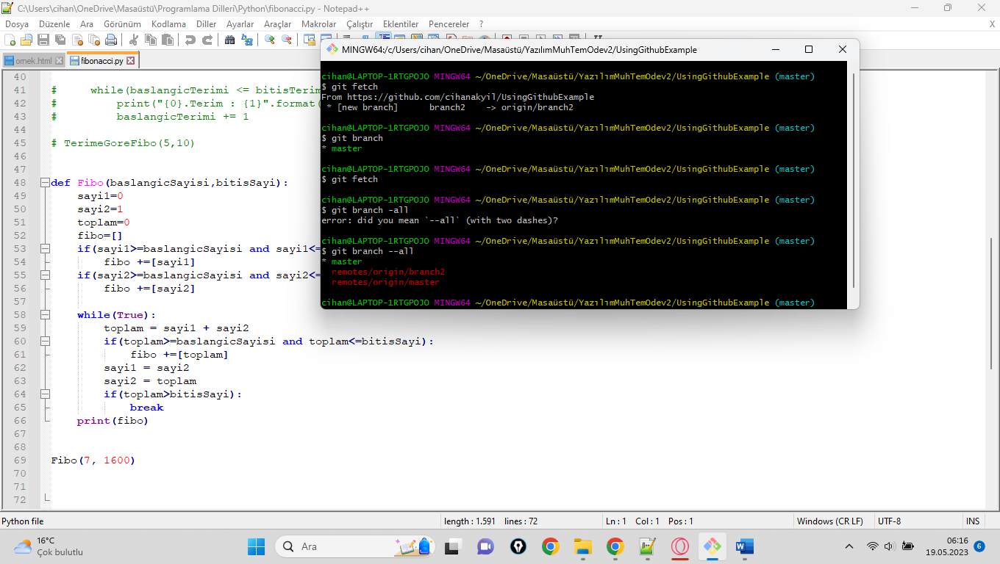 C:\Users\cihan\OneDrive\Masaüstü\Programlama Dilleri\Python\fibonacci.py - Notepad++
Dosya Düzenle Ara Görünüm Kodlama Diller Ayarlar Araçlar Makrolar Çalıştır Eklentiler Pencereler ? X
ornek.html fibonacci.py
MINGW64:/c/Users/cihan/OneDrive/Masaüstü/YazılımMuhTemOdev2/UsingGithubExample
cihan@LAPTOP-1RTGPOJO MINGW64 ~/OneDrive/Masaüstü/YazılımMuhTemOdev2/UsingGithubExample (master)
$ git fetch
From https://github.com/cihanakyil/UsingGithubExample
* [new branch] branch2 -> origin/branch2
cihan@LAPTOP-1RTGPOJO MINGW64 ~/OneDrive/Masaüstü/YazılımMuhTemOdev2/UsingGithubExample (master)
$ git branch
* master
cihan@LAPTOP-1RTGPOJO MINGW64 ~/OneDrive/Masaüstü/YazılımMuhTemOdev2/UsingGithubExample (master)
$ git fetch
cihan@LAPTOP-1RTGPOJO MINGW64 ~/OneDrive/Masaüstü/YazılımMuhTemOdev2/UsingGithubExample (master)
$ git branch -all
error: did you mean `--all` (with two dashes)?
cihan@LAPTOP-1RTGPOJO MINGW64 ~/OneDrive/Masaüstü/YazılımMuhTemOdev2/UsingGithubExample (master)
$ git branch --all
* master
remotes/origin/branch2
remotes/origin/master
cihan@LAPTOP-1RTGPOJO MINGW64 ~/OneDrive/Masaüstü/YazılımMuhTemOdev2/UsingGithubExample (master)
40
41 # while(baslangicTerimi <= bitisTerim
42 # print("{0}.Terim : {1}".format(
43 # baslangicTerimi += 1
44
45 # TerimeGoreFibo(5,10)
46
47
48 def Fibo(baslangicSayisi,bitisSayi):
49 sayi1=0
50 sayi2=1
51 toplam=0
52 fibo=[]
53 if(sayi1>=baslangicSayisi and sayi1<=
54 fibo +=[sayi1]
55 if(sayi2>=baslangicSayisi and sayi2<=
56 fibo +=[sayi2]
57
58 while(True):
59 toplam = sayi1 + sayi2
60 if(toplam>=baslangicSayisi and toplam<=bitisSayi):
61 fibo +=[toplam]
62 sayi1 = sayi2
63 sayi2 = toplam
64 if(toplam>bitisSayi):
65 break
66 print(fibo)
67
68
69 Fibo(7, 1600)
70
71
72
Python file length : 1.591 lines : 72 Ln : 1 Col : 1 Pos : 1 Windows (CR LF) UTF-8 INS
16°C
Çok bulutlu
Ara
06:16
19.05.2023
6